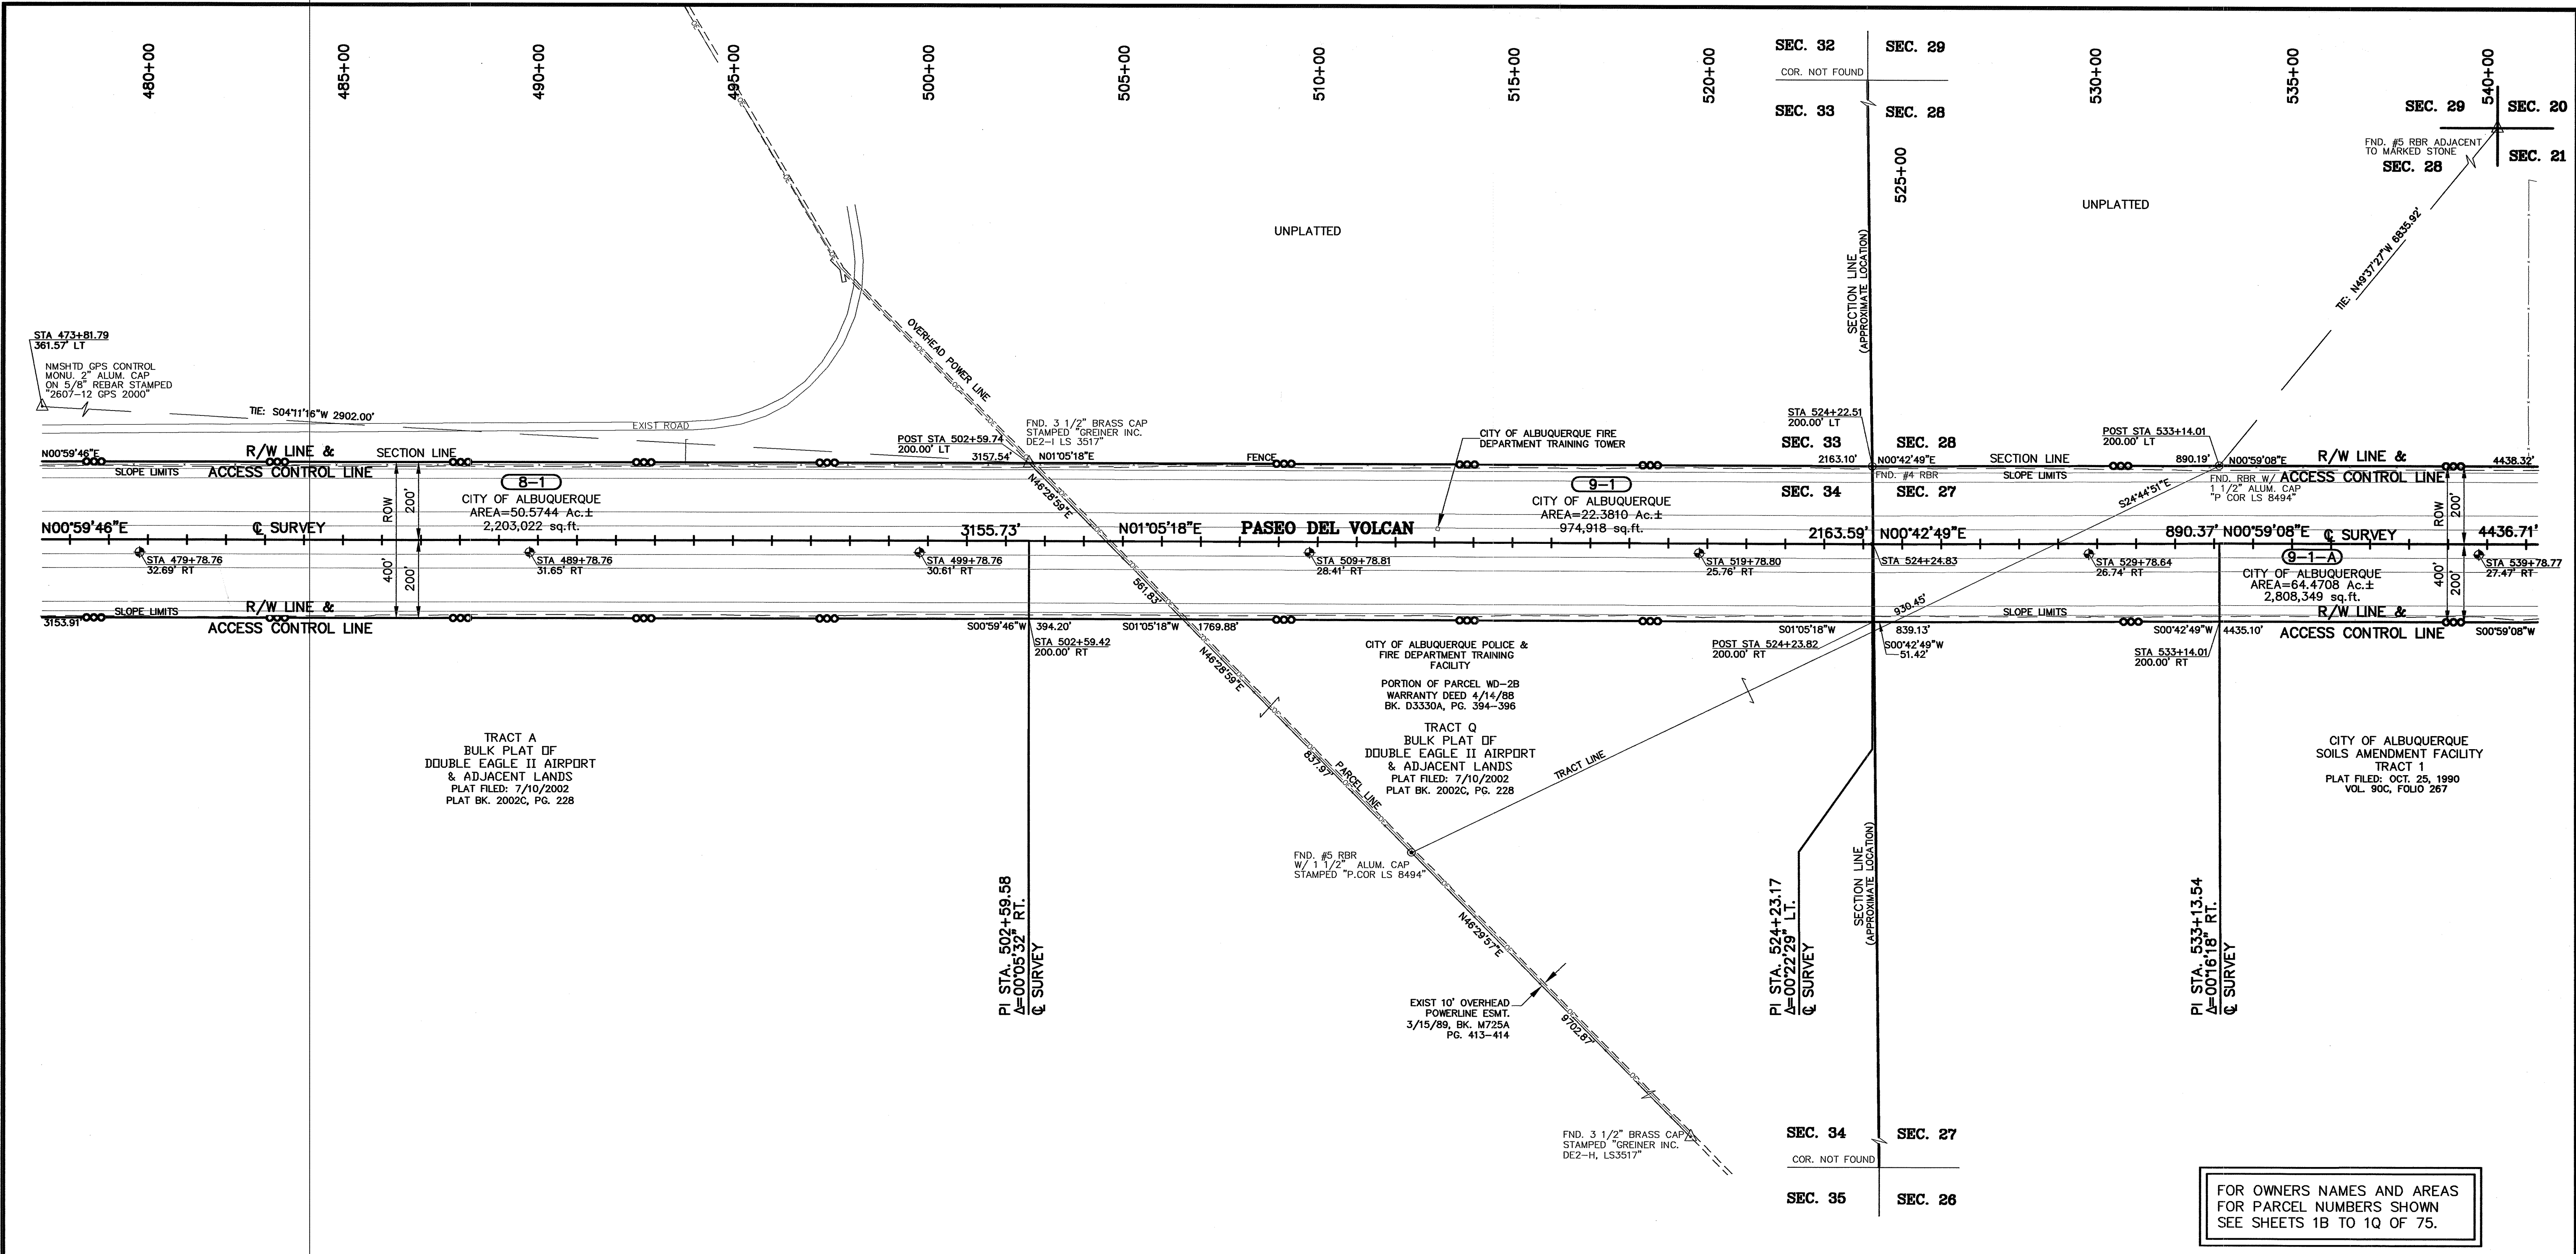 480+00
485+00
490+00
495+00
500+00
505+00
510+00
515+00
520+00
525+00
530+00
535+00
540+00
SEC. 32
SEC. 29
COR. NOT FOUND
SEC. 33
SEC. 28
SEC. 29
SEC. 20
FND. #5 RBR ADJACENT
TO MARKED STONE
SEC. 28
SEC. 21
UNPLATTED
UNPLATTED
SECTION LINE
(APPROXIMATE LOCATION)
TIE: N49°37'27"W 6835.92'
STA 473+81.79
361.57' LT
NMSHTD GPS CONTROL
MONU. 2" ALUM. CAP
ON 5/8" REBAR STAMPED
"2607-12 GPS 2000"
TIE: S04°11'16"W 2902.00'
EXIST ROAD
OVERHEAD POWER LINE
POST STA 502+59.74
200.00' LT
FND. 3 1/2" BRASS CAP
STAMPED "GREINER INC.
DE2-I LS 3517"
CITY OF ALBUQUERQUE FIRE
DEPARTMENT TRAINING TOWER
STA 524+22.51
200.00' LT
SEC. 33
SEC. 28
POST STA 533+14.01
200.00' LT
N00°59'46"E
R/W LINE &
SECTION LINE
3157.54'
N01°05'18"E
FENCE
2163.10'
N00°42'49"E
SECTION LINE
890.19'
N00°59'08"E
R/W LINE &
4438.32'
SLOPE LIMITS
ACCESS CONTROL LINE
FND. #4 RBR
SLOPE LIMITS
FND. RBR W/
1 1/2" ALUM. CAP
"P COR LS 8494"
ACCESS CONTROL LINE
8-1
CITY OF ALBUQUERQUE
AREA=50.5744 Ac.±
2,203,022 sq.ft.
ROW
200'
N46°28'59"E
9-1
CITY OF ALBUQUERQUE
AREA=22.3810 Ac.±
974,918 sq.ft.
SEC. 34
SEC. 27
S24°44'51"E
ROW
200'
N00°59'46"E
℄ SURVEY
3155.73'
N01°05'18"E
PASEO DEL VOLCAN
2163.59'
N00°42'49"E
890.37'
N00°59'08"E
℄ SURVEY
4436.71'
STA 479+78.76
32.69' RT
STA 489+78.76
31.65' RT
STA 499+78.76
30.61' RT
STA 509+78.81
28.41' RT
STA 519+78.80
25.76' RT
STA 524+24.83
STA 529+78.64
26.74' RT
9-1-A
CITY OF ALBUQUERQUE
AREA=64.4708 Ac.±
2,808,349 sq.ft.
STA 539+78.77
27.47' RT
400'
200'
561.83'
930.45'
400'
200'
SLOPE LIMITS
R/W LINE &
SLOPE LIMITS
R/W LINE &
3153.91'
ACCESS CONTROL LINE
S00°59'46"W
394.20'
S01°05'18"W
1769.88'
S01°05'18"W
839.13'
S00°42'49"W
4435.10'
ACCESS CONTROL LINE
S00°59'08"W
STA 502+59.42
200.00' RT
N46°28'59"E
CITY OF ALBUQUERQUE POLICE &
FIRE DEPARTMENT TRAINING
FACILITY
PORTION OF PARCEL WD-2B
WARRANTY DEED 4/14/88
BK. D3330A, PG. 394-396
TRACT Q
BULK PLAT OF
DOUBLE EAGLE II AIRPORT
& ADJACENT LANDS
PLAT FILED: 7/10/2002
PLAT BK. 2002C, PG. 228
POST STA 524+23.82
200.00' RT
S00°42'49"W
51.42'
STA 533+14.01
200.00' RT
TRACT A
BULK PLAT OF
DOUBLE EAGLE II AIRPORT
& ADJACENT LANDS
PLAT FILED: 7/10/2002
PLAT BK. 2002C, PG. 228
837.97'
PARCEL LINE
TRACT LINE
CITY OF ALBUQUERQUE
SOILS AMENDMENT FACILITY
TRACT 1
PLAT FILED: OCT. 25, 1990
VOL. 90C, FOLIO 267
FND. #5 RBR
W/ 1 1/2" ALUM. CAP
STAMPED "P.COR LS 8494"
SECTION LINE
(APPROXIMATE LOCATION)
PI STA. 502+59.58
Δ=00°05'32" RT.
℄ SURVEY
PI STA. 524+23.17
Δ=00°22'29" LT.
℄ SURVEY
PI STA. 533+13.54
Δ=00°16'18" RT.
℄ SURVEY
N46°29'57"E
EXIST 10' OVERHEAD
POWERLINE ESMT.
3/15/89, BK. M725A
PG. 413-414
9702.87'
FND. 3 1/2" BRASS CAP
STAMPED "GREINER INC.
DE2-H, LS3517"
SEC. 34
SEC. 27
COR. NOT FOUND
SEC. 35
SEC. 26
FOR OWNERS NAMES AND AREAS
FOR PARCEL NUMBERS SHOWN
SEE SHEETS 1B TO 1Q OF 75.